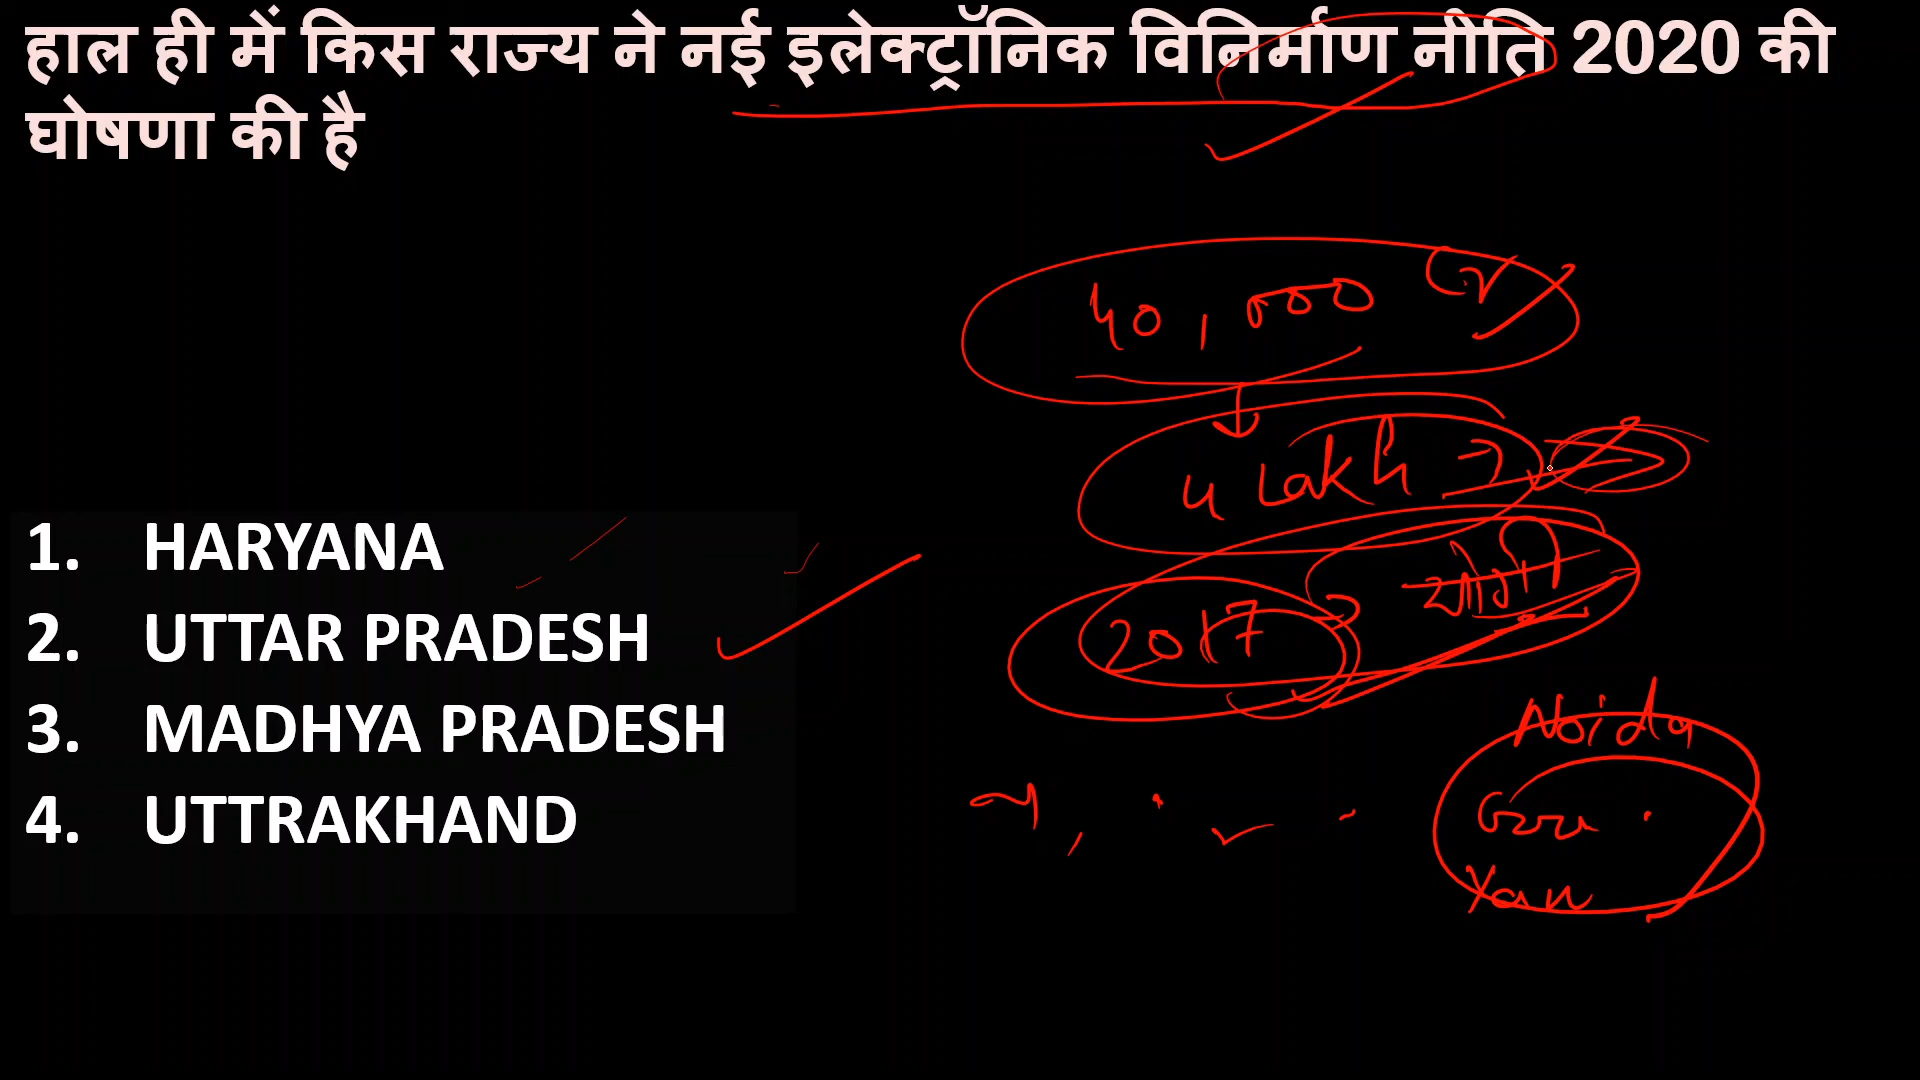 हाल ही में किस राज्य ने नई इलेक्ट्रॉनिक विनिर्माण नीति 2020 की
घोषणा की है
40,000 करोड़
4 Lakh
1. HARYANA
2. UTTAR PRADESH
3. MADHYA PRADESH
4. UTTRAKHAND
2017 योगी
Noida